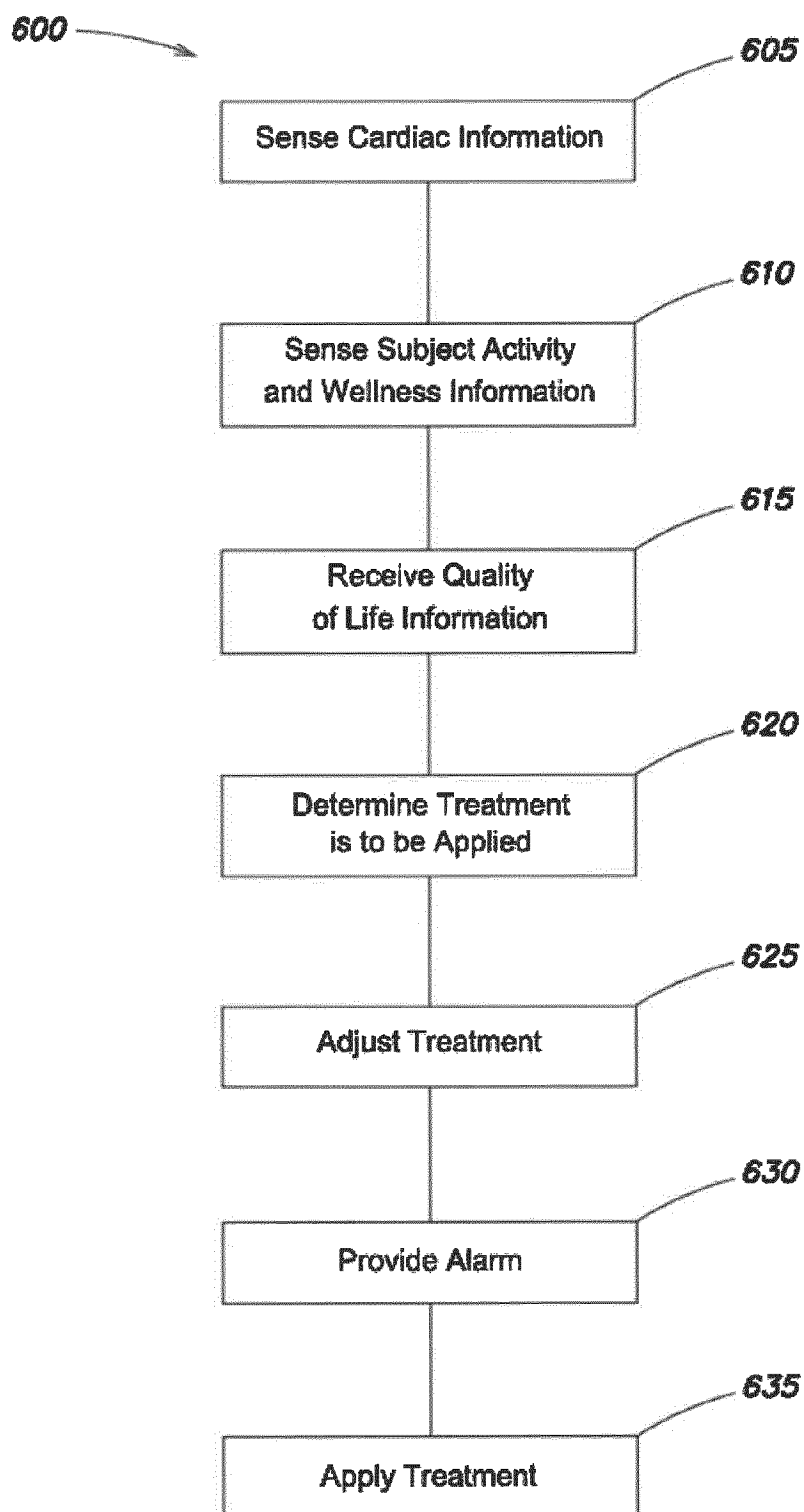 600
605
Sense Cardiac Information
610
Sense Subject Activity
and Wellness Information
615
Receive Quality
of Life Information
620
Determine Treatment
is to be Applied
625
Adjust Treatment
630
Provide Alarm
635
Apply Treatment